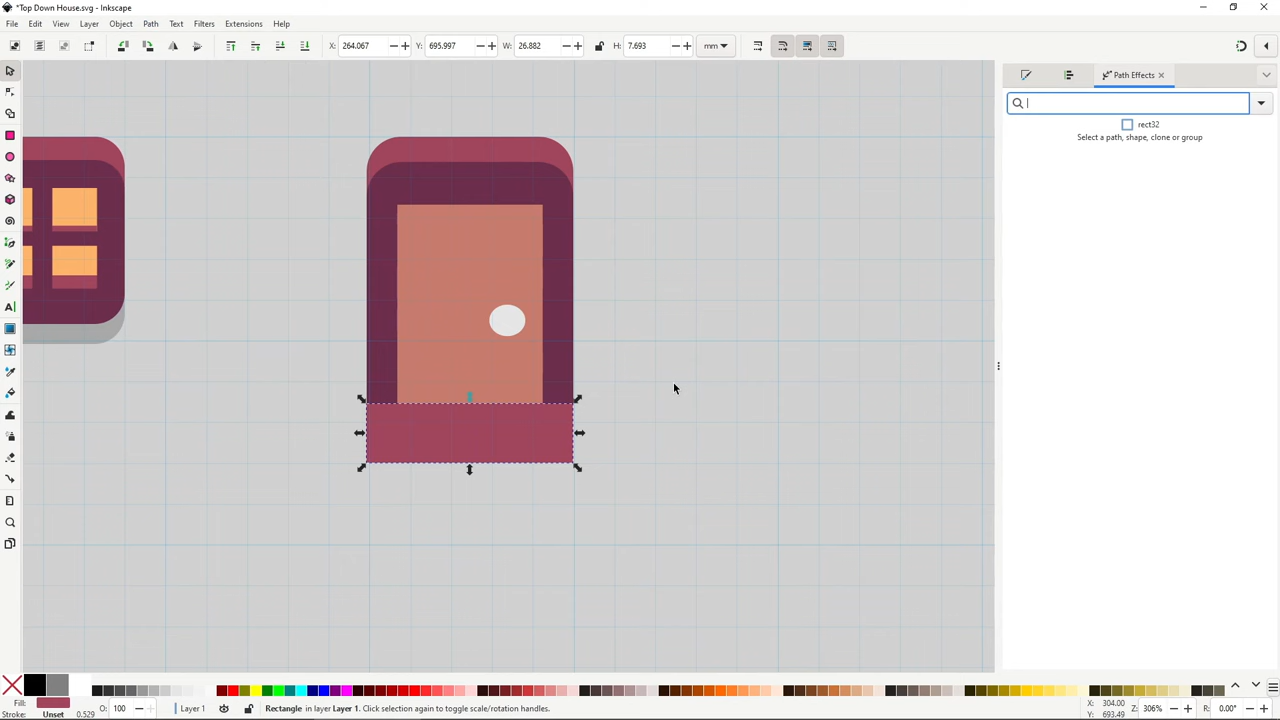 *Top Down House.svg - Inkscape
File Edit View Layer Object Path Text Filters Extensions Help
X: 264.067 Y: 695.997 W: 26.882 H: 7.693 mm
Path Effects
rect32
Select a path, shape, clone or group
Fill:
Stroke: Unset 0.529
O: 100
Layer 1
Rectangle in layer Layer 1. Click selection again to toggle scale/rotation handles.
X: 304.00
Y: 693.49
Z: 306%
R: 0.00°